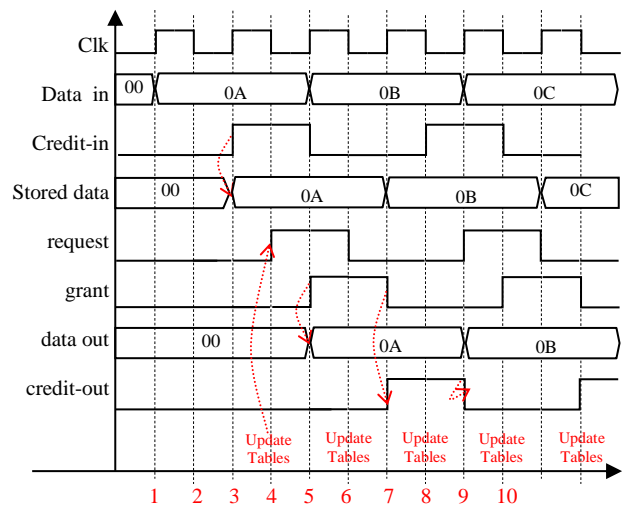 Clk
Data in 00 0A 0B 0C
Credit-in
Stored data 00 0A 0B 0C
request
grant
data out 00 0A 0B
credit-out
Update Update Update Update Update
Tables Tables Tables Tables Tables
1 2 3 4 5 6 7 8 9 10